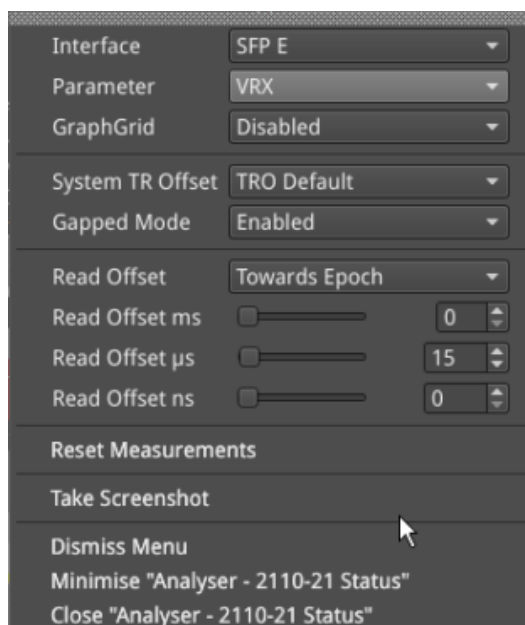 Interface SFP E
Parameter VRX
GraphGrid Disabled
System TR Offset TRO Default
Gapped Mode Enabled
Read Offset Towards Epoch
Read Offset ms 0
Read Offset µs 15
Read Offset ns 0
Reset Measurements
Take Screenshot
Dismiss Menu
Minimise "Analyser - 2110-21 Status"
Close "Analyser - 2110-21 Status"